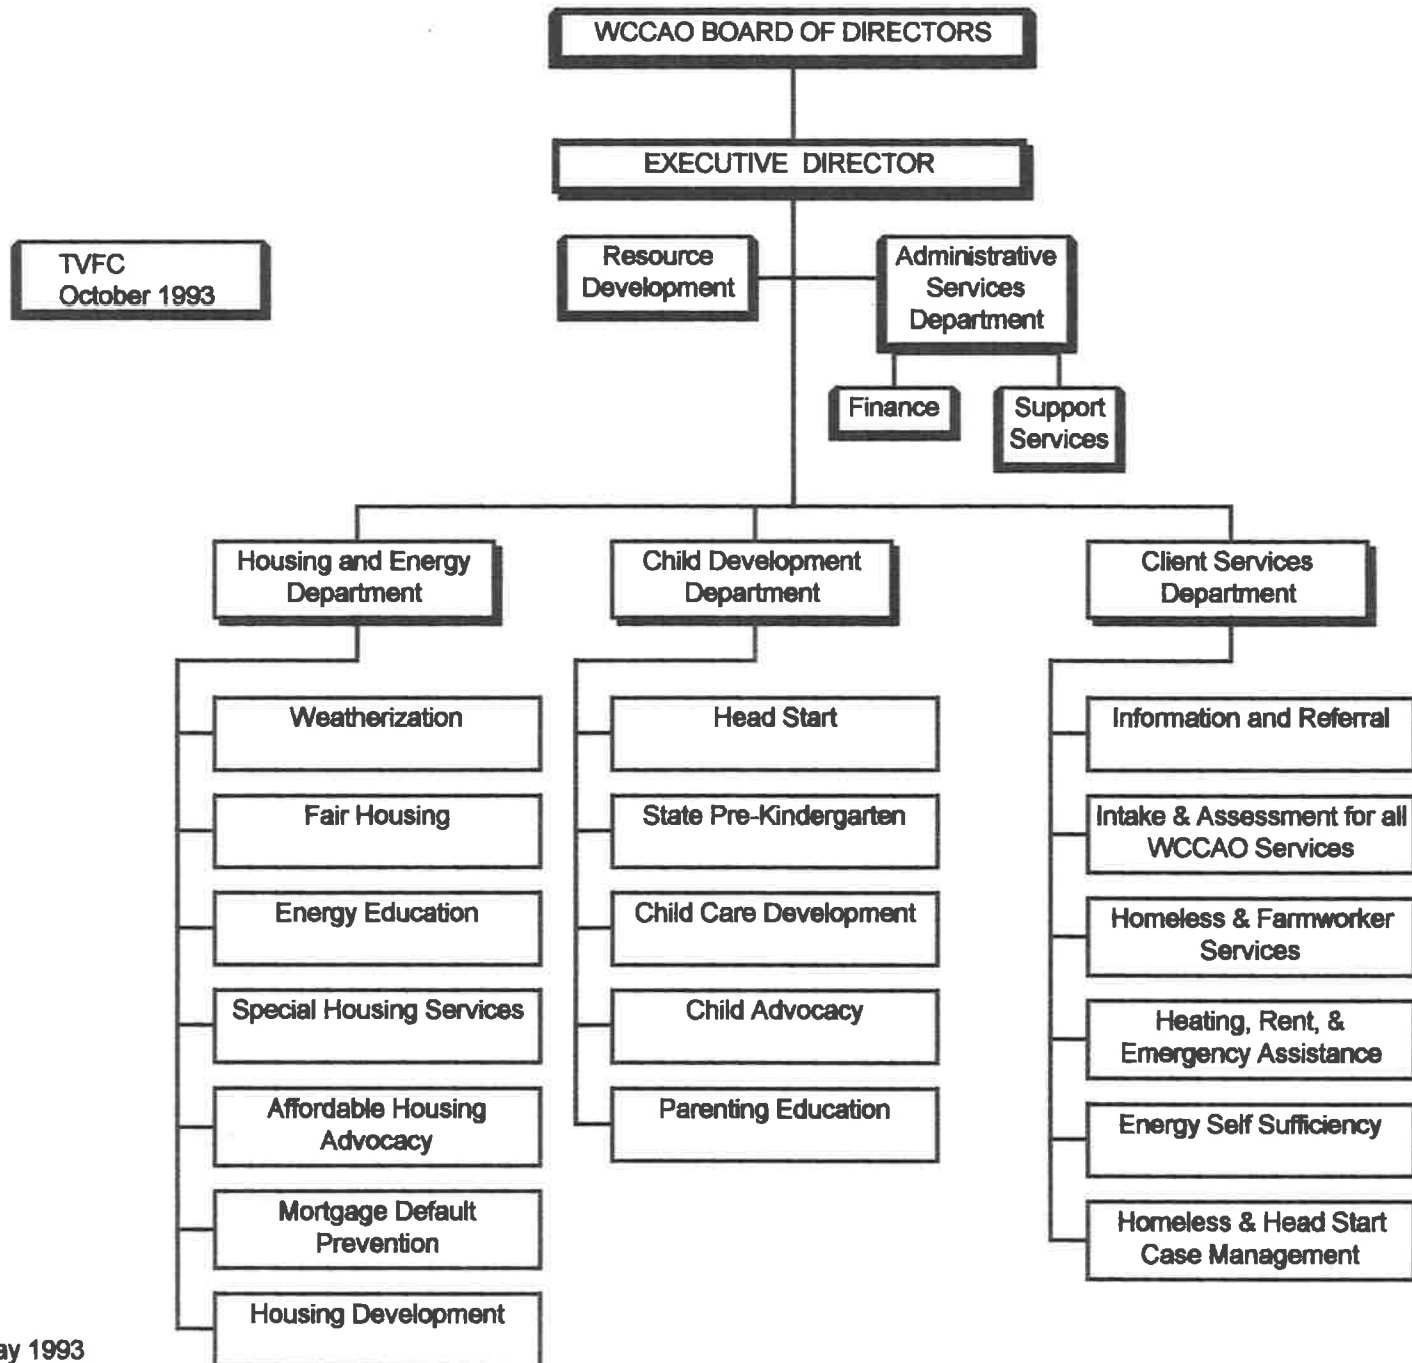 WCCAO BOARD OF DIRECTORS
EXECUTIVE DIRECTOR
TVFC
October 1993
Resource
Development
Administrative
Services
Department
Finance
Support
Services
Housing and Energy
Department
Weatherization
Fair Housing
Energy Education
Special Housing Services
Affordable Housing
Advocacy
Mortgage Default
Prevention
Housing Development
Child Development
Department
Head Start
State Pre-Kindergarten
Child Care Development
Child Advocacy
Parenting Education
Client Services
Department
Information and Referral
Intake & Assessment for all
WCCAO Services
Homeless & Farmworker
Services
Heating, Rent, &
Emergency Assistance
Energy Self Sufficiency
Homeless & Head Start
Case Management
1993